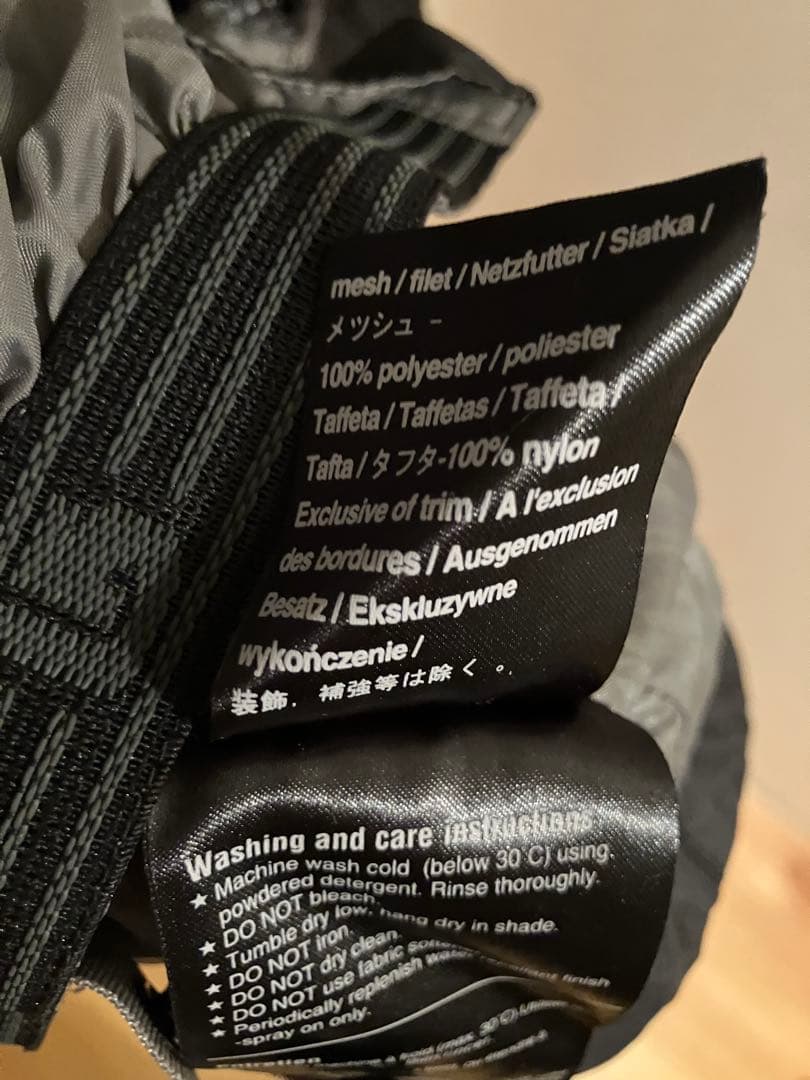 mesh / filet / Netzfutter / Siatka /
メツシュ -
100% polyester / poliester
Taffeta / Taffetas / Taffeta /
Tafta / タフタ-100% nylon
Exclusive of trim / A l'exclusion
des bordures / Ausgenommen
Besatz / Ekskluzywne
wykończenie /
装飾. 補強等は除く。.
Washing and care instructions
★ Machine wash cold (below 30 C) using
powdered detergent. Rinse thoroughly.
★ DO NOT bleach.
★ Tumble dry low, hang dry in shade.
★ DO NOT iron.
★ DO NOT dry clean.
★ DO NOT use fabric
★ Periodically replenish finish
-spray on only.
(max. 30°C)